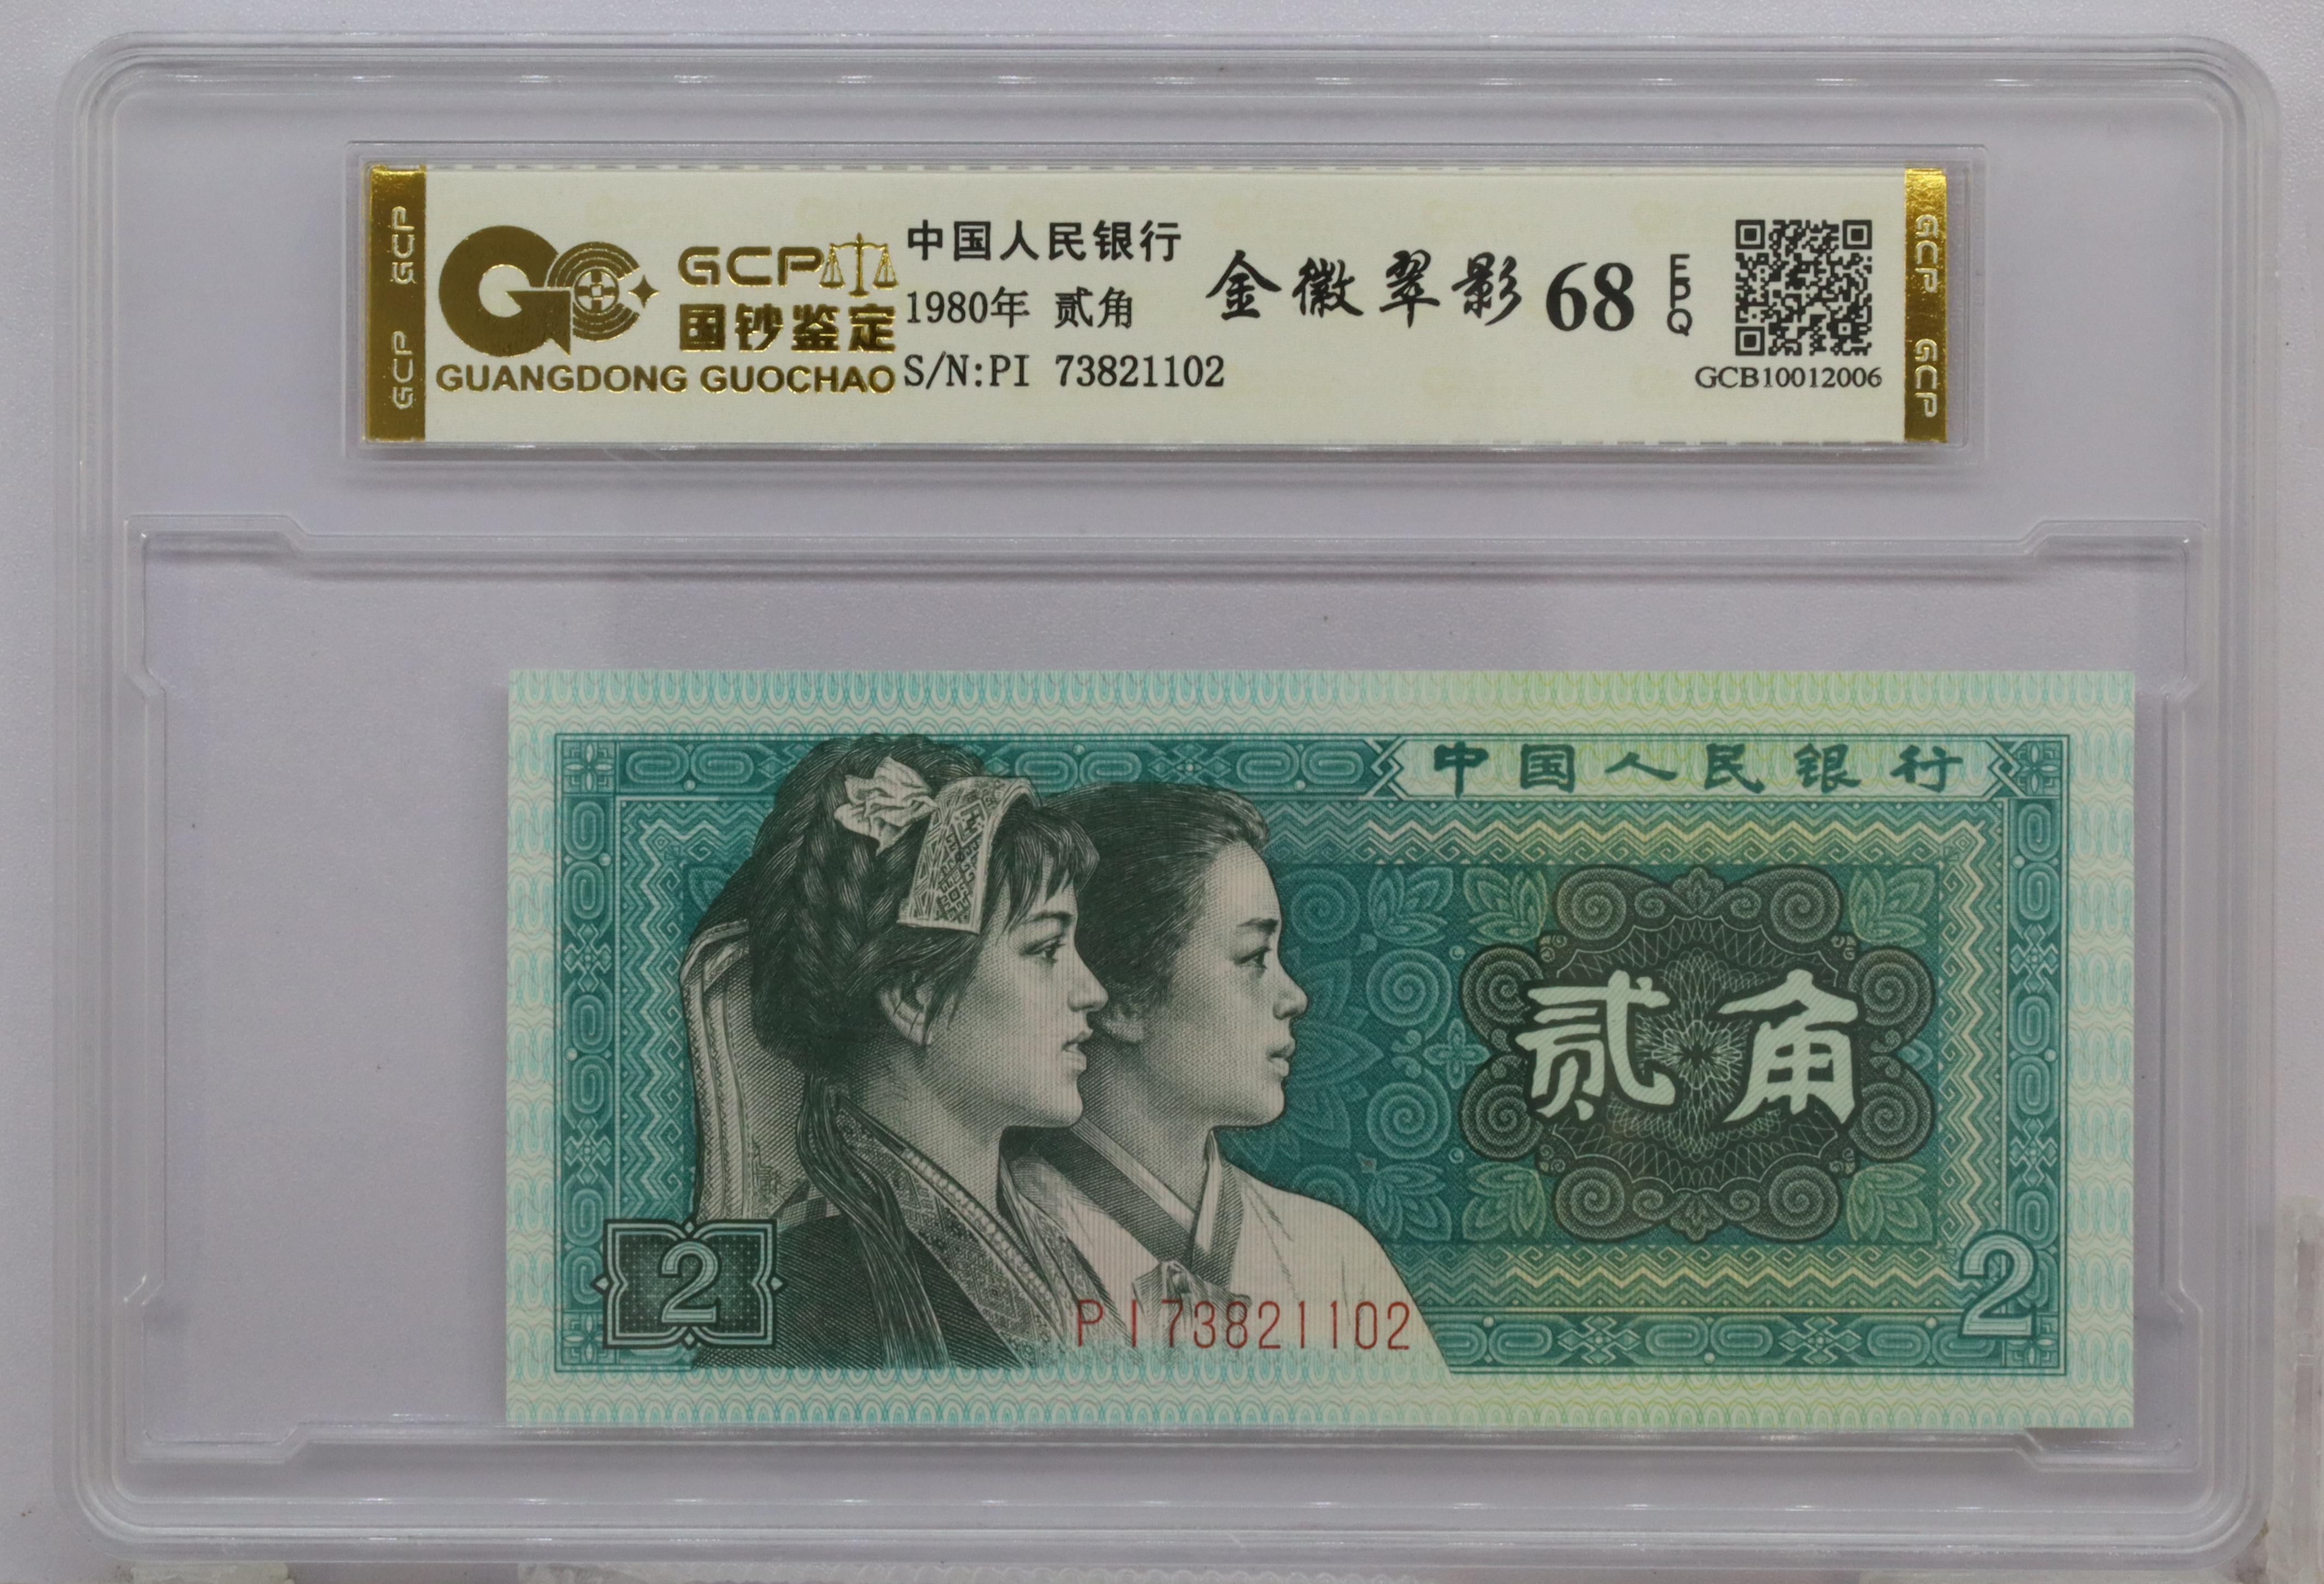 GCP GCP
GCP
国钞鉴定
GUANGDONG GUOCHAO
中国人民银行
1980年 贰角
S/N:PI 73821102
金徽翠影 68 EPQ
GCB10012006
GCP GCP
中国人民银行
贰角
2
2
PI73821102